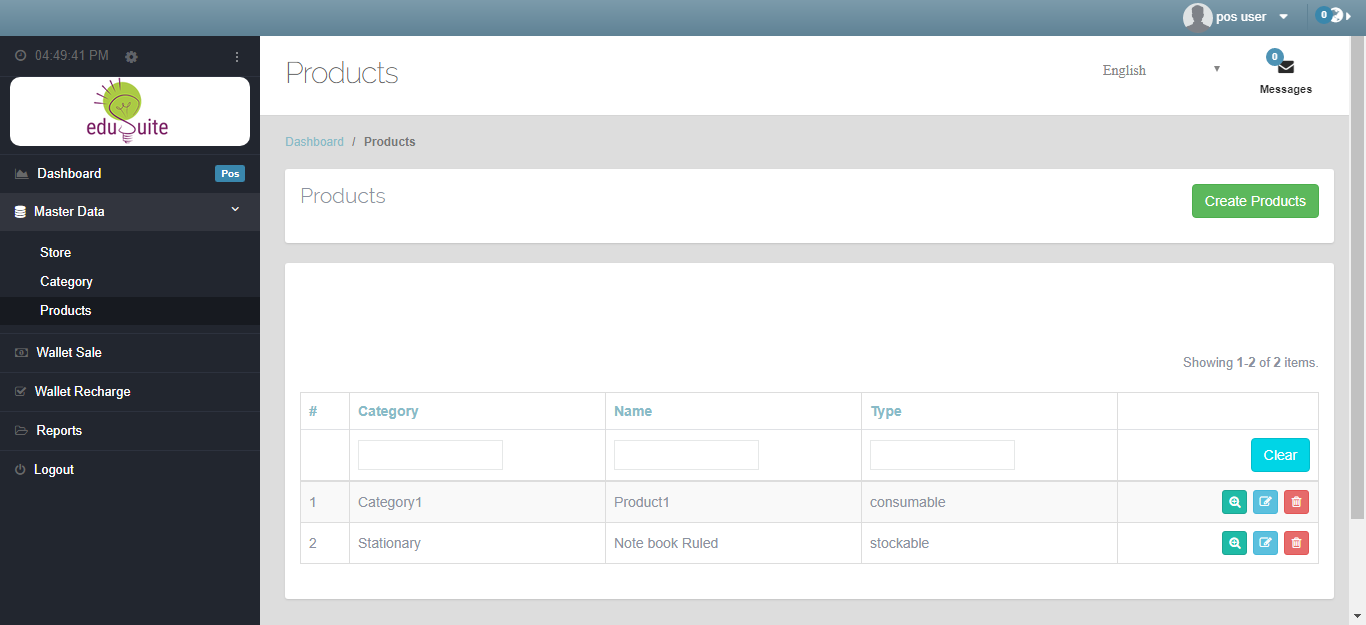 pos user
0
04:49:41 PM
eduSuite
Dashboard Pos
Master Data
Store
Category
Products
Wallet Sale
Wallet Recharge
Reports
Logout
Products
English
0
Messages
Dashboard / Products
Products
Create Products
Showing 1-2 of 2 items.
# Category Name Type
Clear
1 Category1 Product1 consumable
2 Stationary Note book Ruled stockable